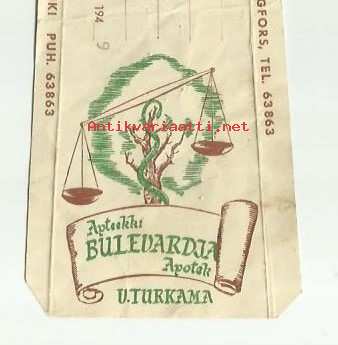 KI PUH. 63863
194 9
GFORS, TEL. 63863
Antikvariaatti.net
Apteekki
BULEVARDIA
Apotek
U.TURKAMA